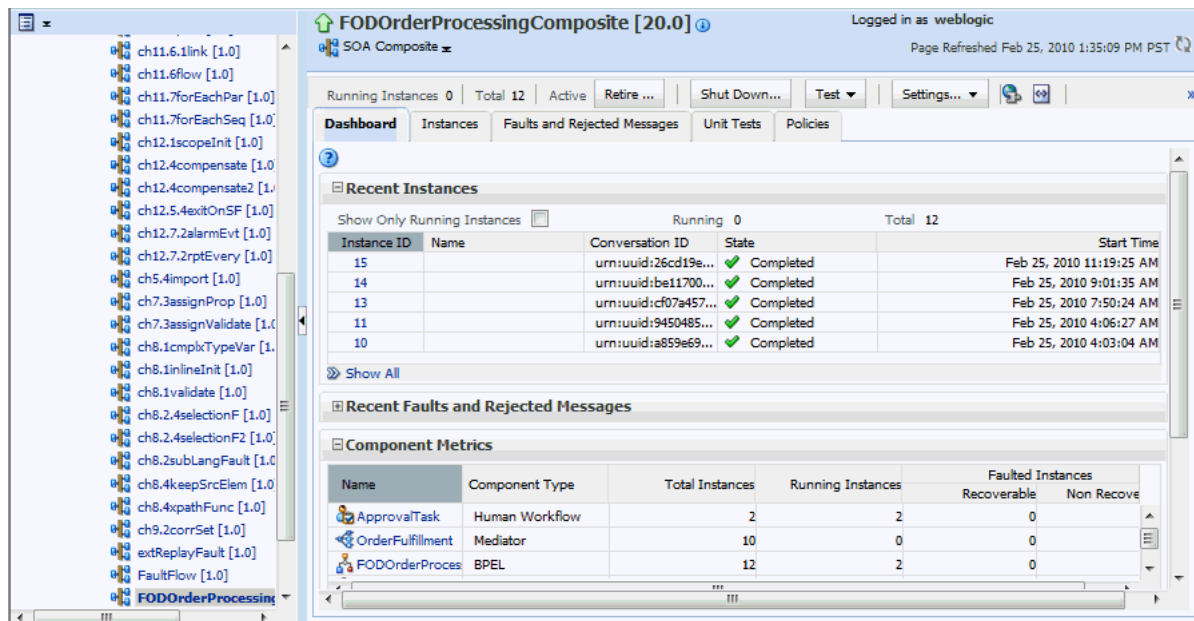 FODOrderProcessingComposite [20.0]
Logged in as weblogic
SOA Composite
Page Refreshed Feb 25, 2010 1:35:09 PM PST
Running Instances 0 Total 12 Active Retire ... Shut Down... Test Settings...
Dashboard Instances Faults and Rejected Messages Unit Tests Policies
Recent Instances
Show Only Running Instances Running 0 Total 12
Instance ID Name Conversation ID State Start Time
15 urn:uuid:26cd19e... Completed Feb 25, 2010 11:19:25 AM
14 urn:uuid:be11700... Completed Feb 25, 2010 9:01:35 AM
13 urn:uuid:cf07a457... Completed Feb 25, 2010 7:50:24 AM
11 urn:uuid:9450485... Completed Feb 25, 2010 4:06:27 AM
10 urn:uuid:a859e69... Completed Feb 25, 2010 4:03:04 AM
Show All
Recent Faults and Rejected Messages
Component Metrics
Name Component Type Total Instances Running Instances Faulted Instances
Recoverable Non Recove
ApprovalTask Human Workflow 2 2 0
OrderFulfillment Mediator 10 0 0
FODOrderProces BPEL 12 2 0
ch11.6.1link [1.0]
ch11.6flow [1.0]
ch11.7forEachPar [1.0]
ch11.7forEachSeq [1.0]
ch12.1scopeInit [1.0]
ch12.4compensate [1.0
ch12.4compensate2 [1.
ch12.5.4exitOnSF [1.0]
ch12.7.2alarmEvt [1.0]
ch12.7.2rptEvery [1.0]
ch5.4import [1.0]
ch7.3assignProp [1.0]
ch7.3assignValidate [1.0
ch8.1cmplxTypeVar [1.
ch8.1inlineInit [1.0]
ch8.1validate [1.0]
ch8.2.4selectionF [1.0]
ch8.2.4selectionF2 [1.0]
ch8.2subLangFault [1.0
ch8.4keepSrcElem [1.0
ch8.4xpathFunc [1.0]
ch9.2corrSet [1.0]
extReplayFault [1.0]
FaultFlow [1.0]
FODOrderProcessing